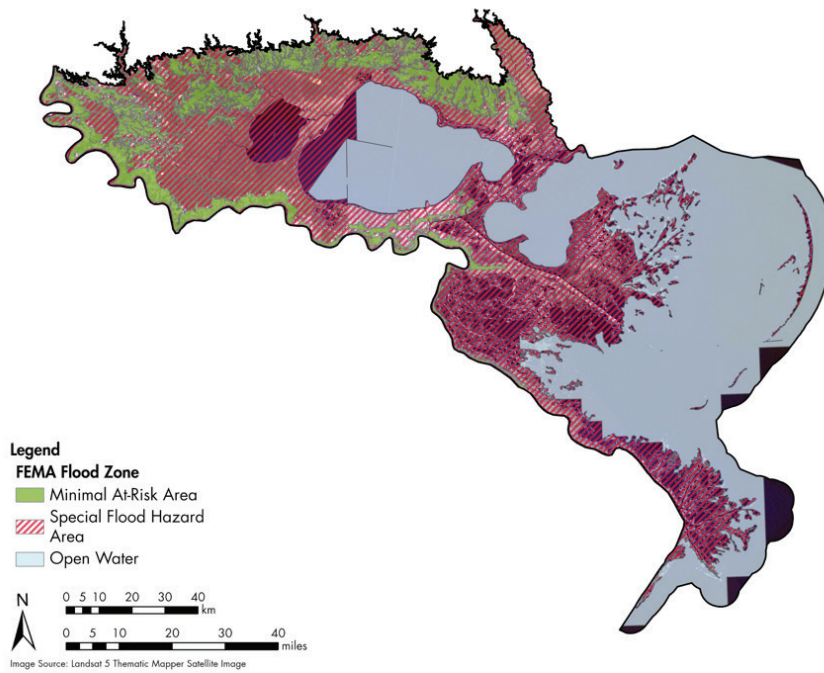 Legend
FEMA Flood Zone
Minimal At-Risk Area
Special Flood Hazard
Area
Open Water
N
0 5 10 20 30 40
km
0 5 10 20 30 40
miles
Image Source: Landsat 5 Thematic Mapper Satellite Image